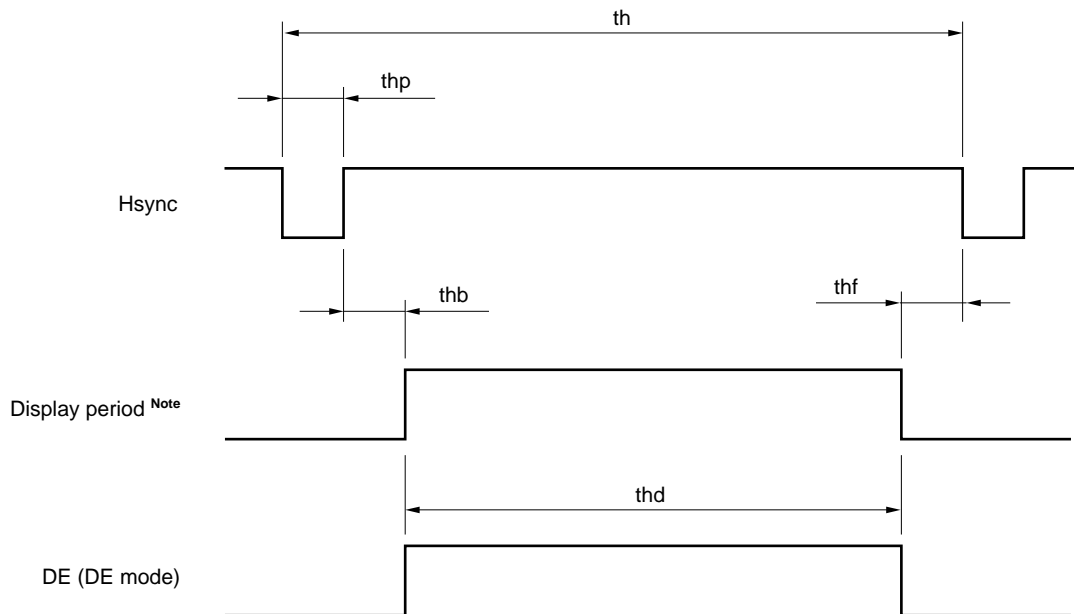 th
thp
Hsync
thb
thf
Display period Note
thd
DE (DE mode)